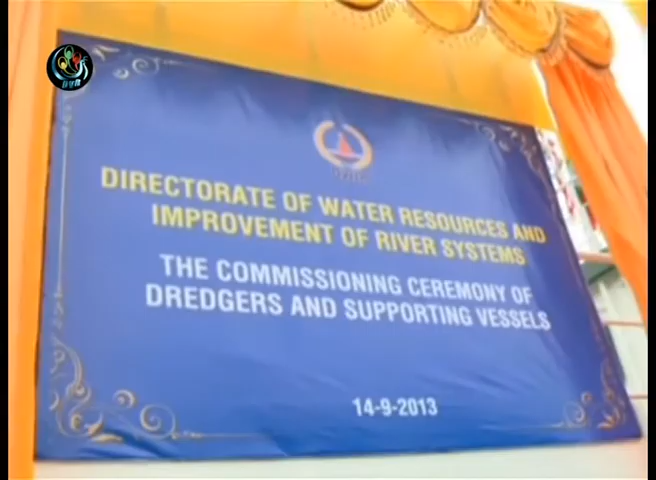 DIRECTORATE OF WATER RESOURCES AND
IMPROVEMENT OF RIVER SYSTEMS
THE COMMISSIONING CEREMONY OF
DREDGERS AND SUPPORTING VESSELS
14-9-2013